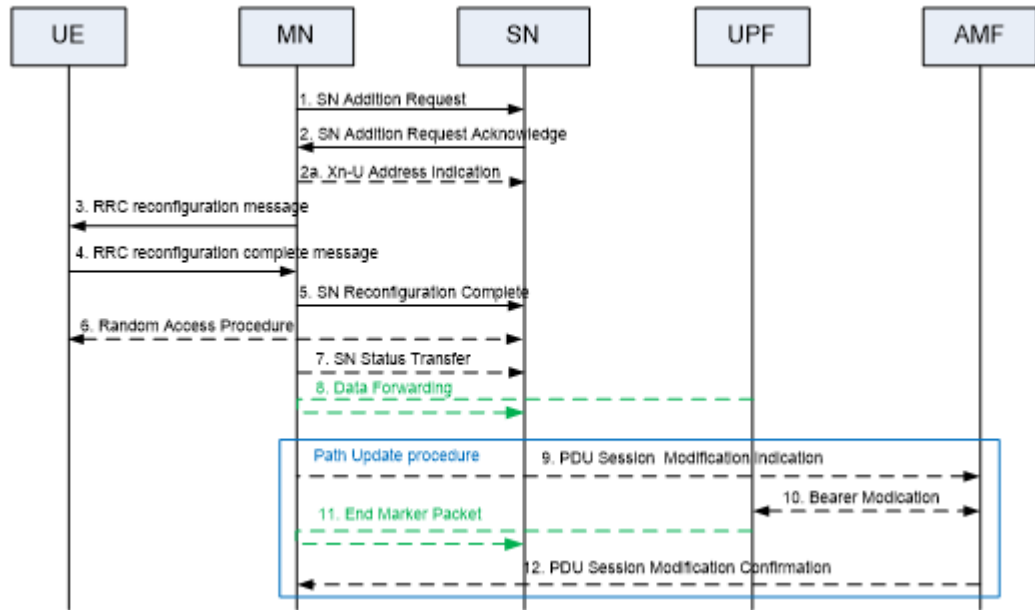 UE MN SN UPF AMF
1. SN Addition Request
2. SN Addition Request Acknowledge
2a. Xn-U Address Indication
3. RRC reconfiguration message
4. RRC reconfiguration complete message
5. SN Reconfiguration Complete
6. Random Access Procedure
7. SN Status Transfer
8. Data Forwarding
Path Update procedure
9. PDU Session Modification Indication
10. Bearer Modication
11. End Marker Packet
12. PDU Session Modification Confirmation